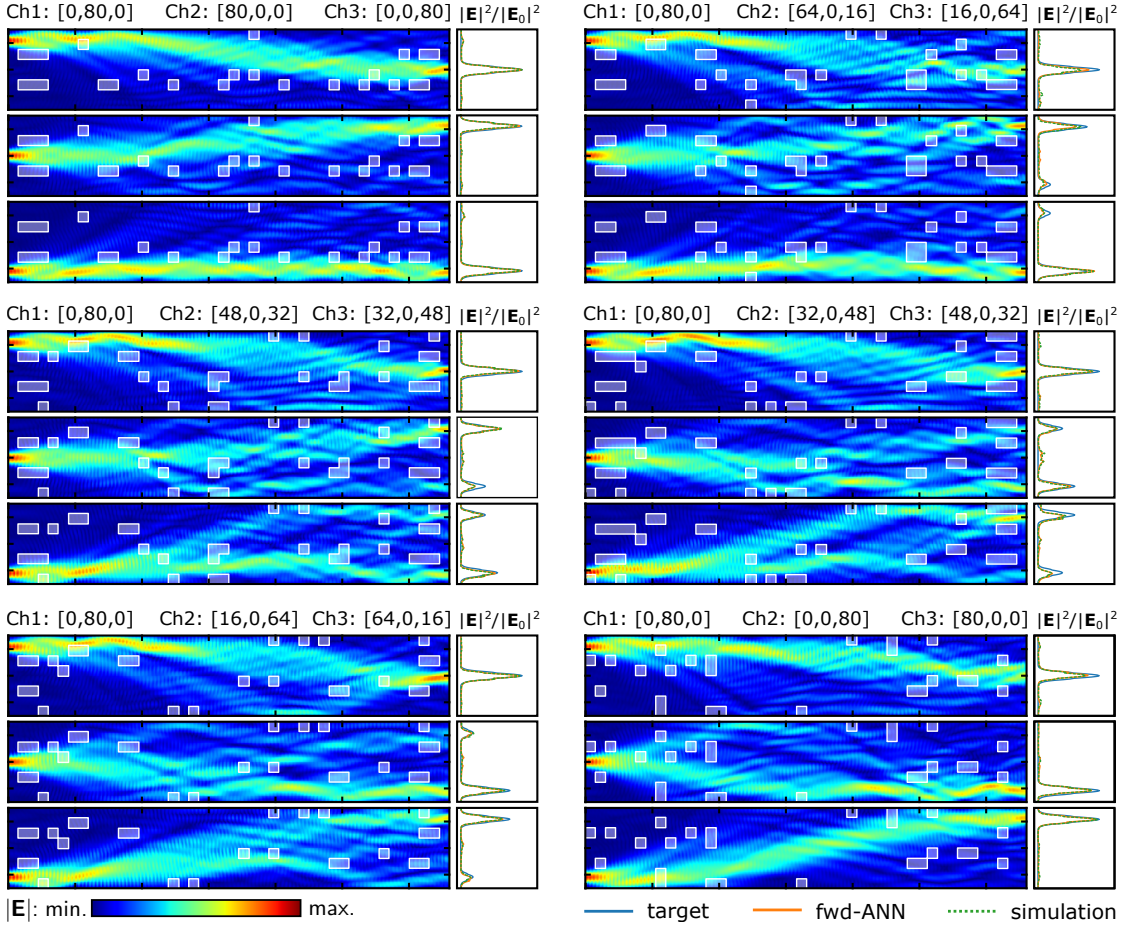 Ch1: [0,80,0] Ch2: [80,0,0] Ch3: [0,0,80] |E|²/|E₀|²
Ch1: [0,80,0] Ch2: [64,0,16] Ch3: [16,0,64] |E|²/|E₀|²
Ch1: [0,80,0] Ch2: [48,0,32] Ch3: [32,0,48] |E|²/|E₀|²
Ch1: [0,80,0] Ch2: [32,0,48] Ch3: [48,0,32] |E|²/|E₀|²
Ch1: [0,80,0] Ch2: [16,0,64] Ch3: [64,0,16] |E|²/|E₀|²
Ch1: [0,80,0] Ch2: [0,0,80] Ch3: [80,0,0] |E|²/|E₀|²
|E|: min. max.
target fwd-ANN simulation